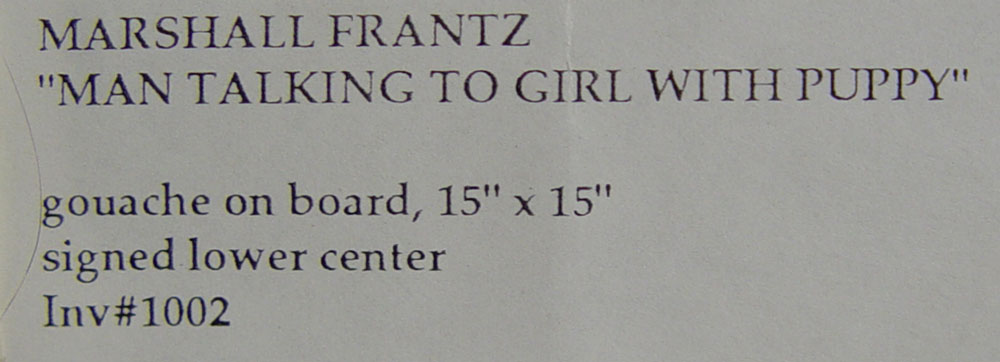 MARSHALL FRANTZ
"MAN TALKING TO GIRL WITH PUPPY"
gouache on board, 15" x 15"
signed lower center
Inv#1002